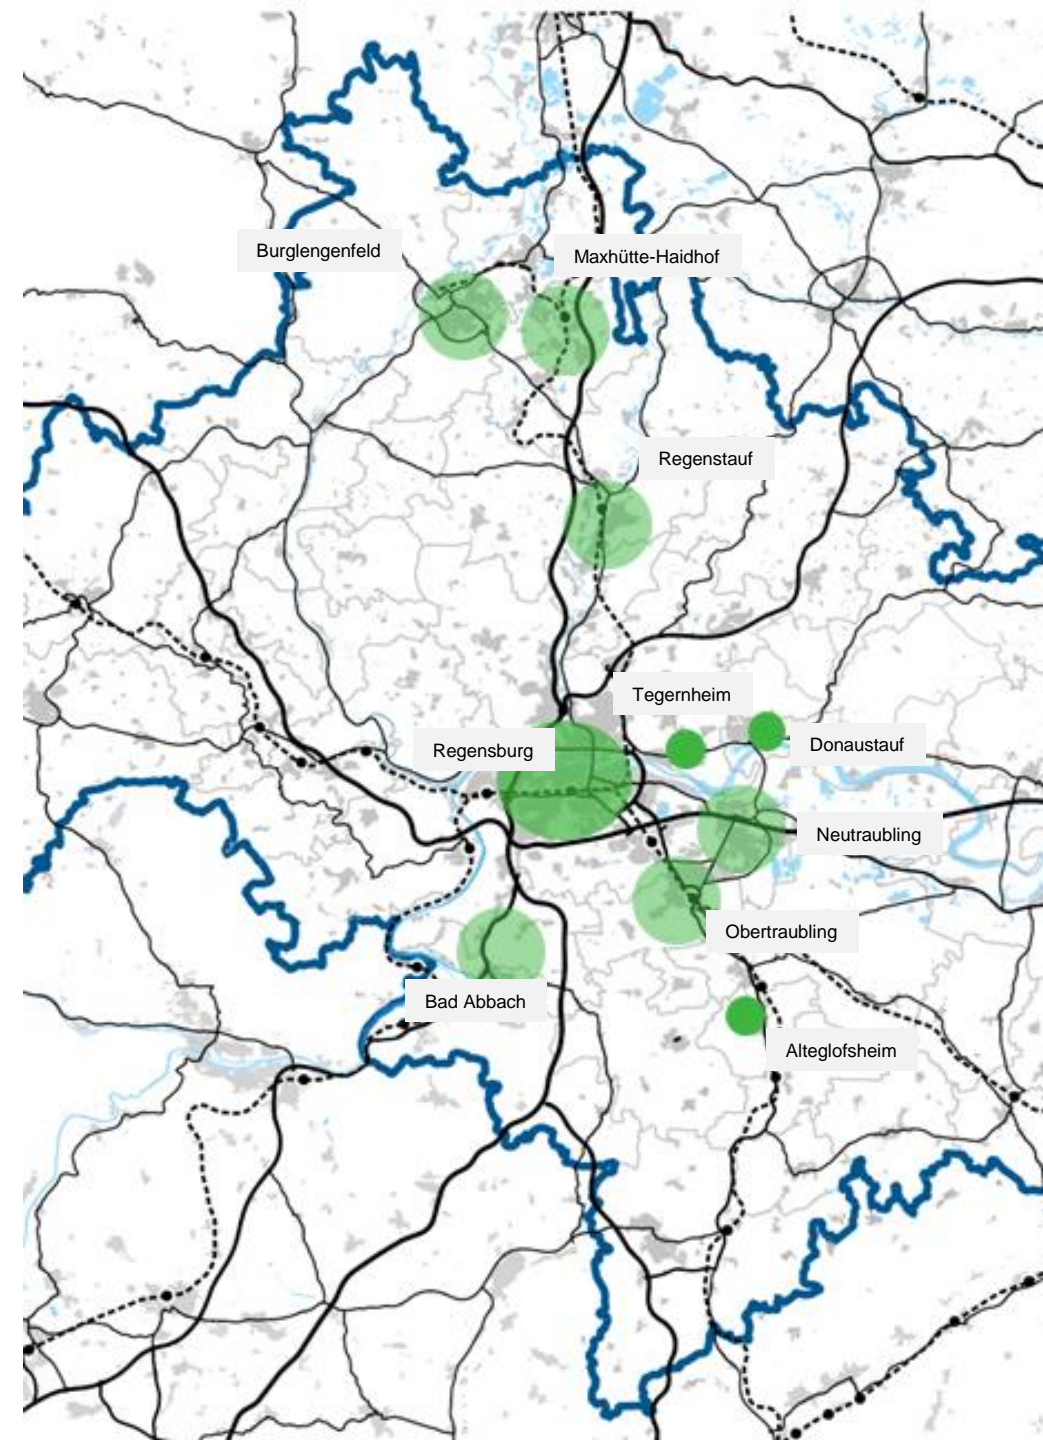 Burglengenfeld
Maxhütte-Haidhof
Regenstauf
Tegernheim
Regensburg
Donaustauf
Neutraubling
Obertraubling
Bad Abbach
Alteglofsheim